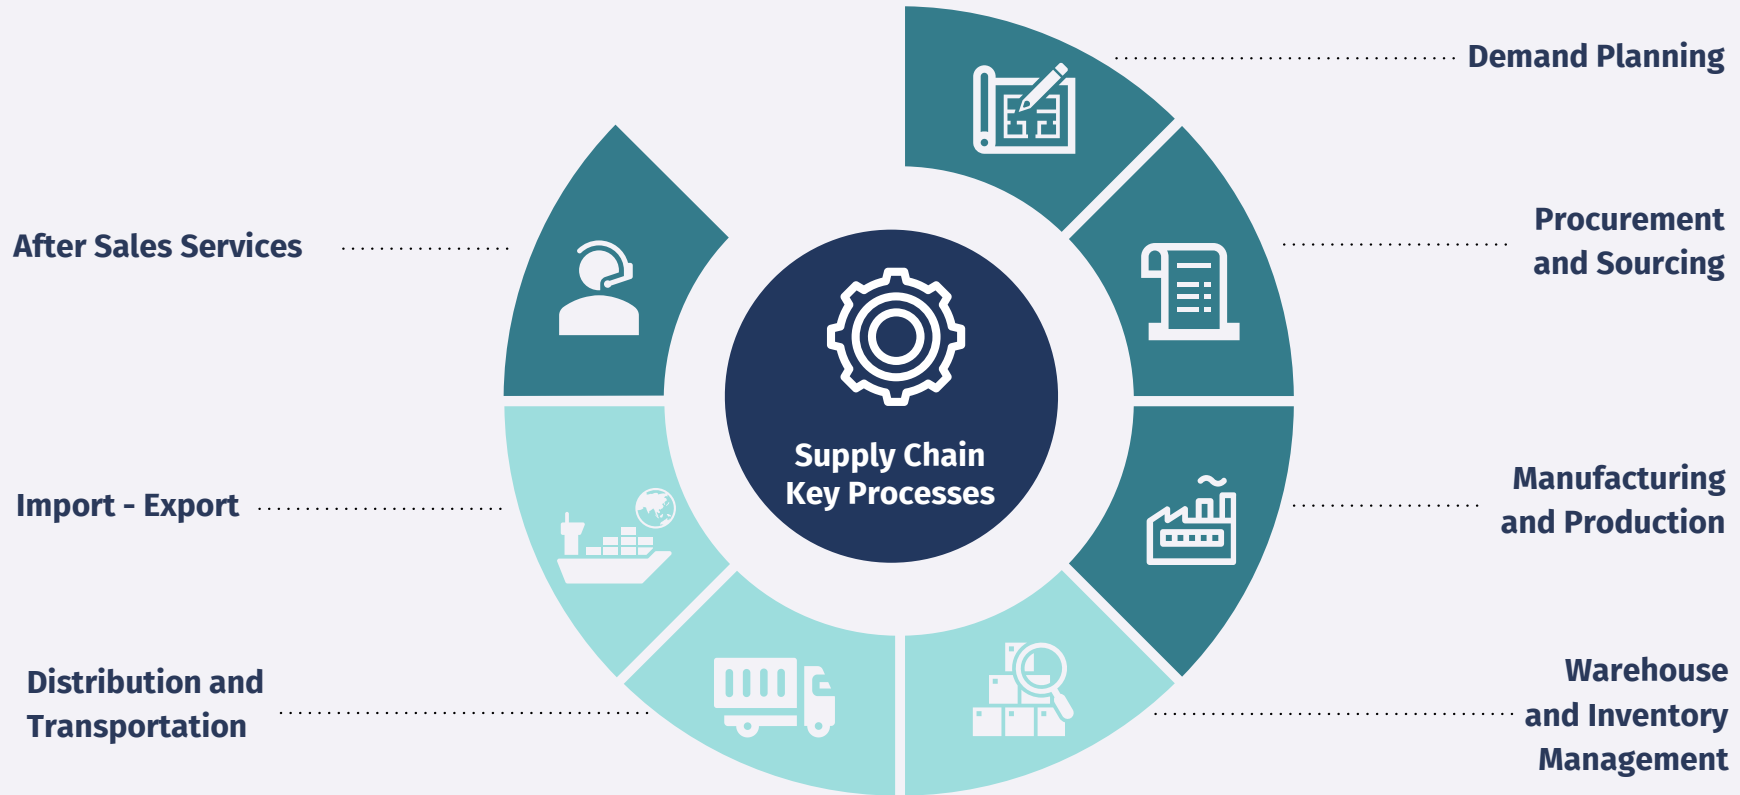 Demand Planning
Procurement
and Sourcing
Manufacturing
and Production
Warehouse
and Inventory
Management
Distribution and
Transportation
Import - Export
After Sales Services
Supply Chain
Key Processes